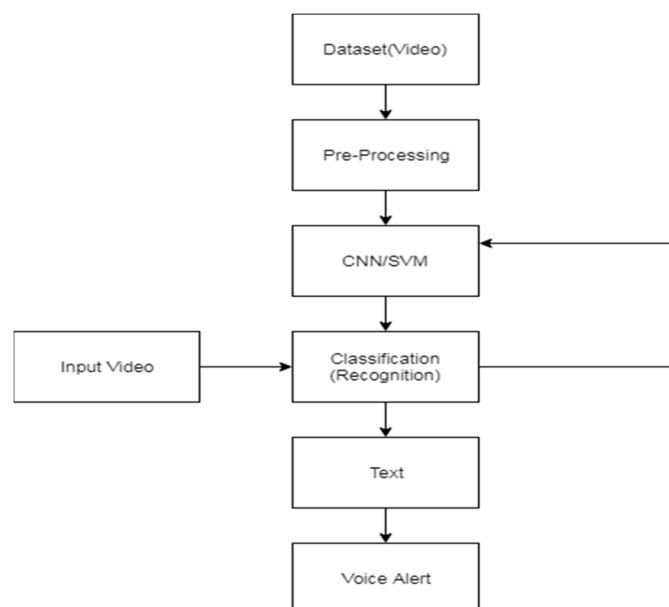 Dataset(Video)
Pre-Processing
CNN/SVM
Input Video
Classification
(Recognition)
Text
Voice Alert